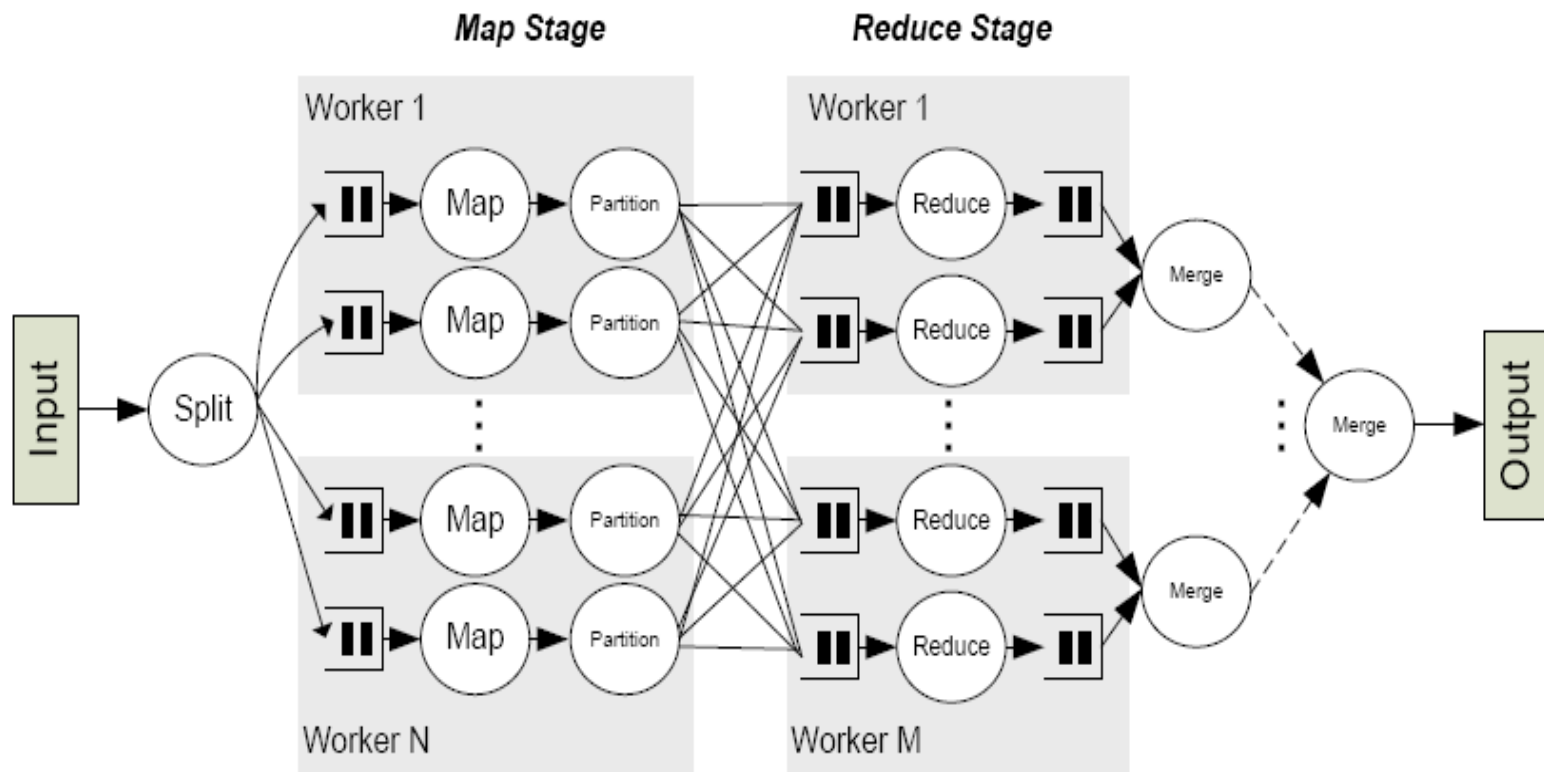 Map Stage
Reduce Stage
Worker 1
Worker 1
Map
Partition
Reduce
Map
Partition
Reduce
Merge
Input
Split
Merge
Output
Map
Partition
Reduce
Map
Partition
Reduce
Merge
Worker N
Worker M